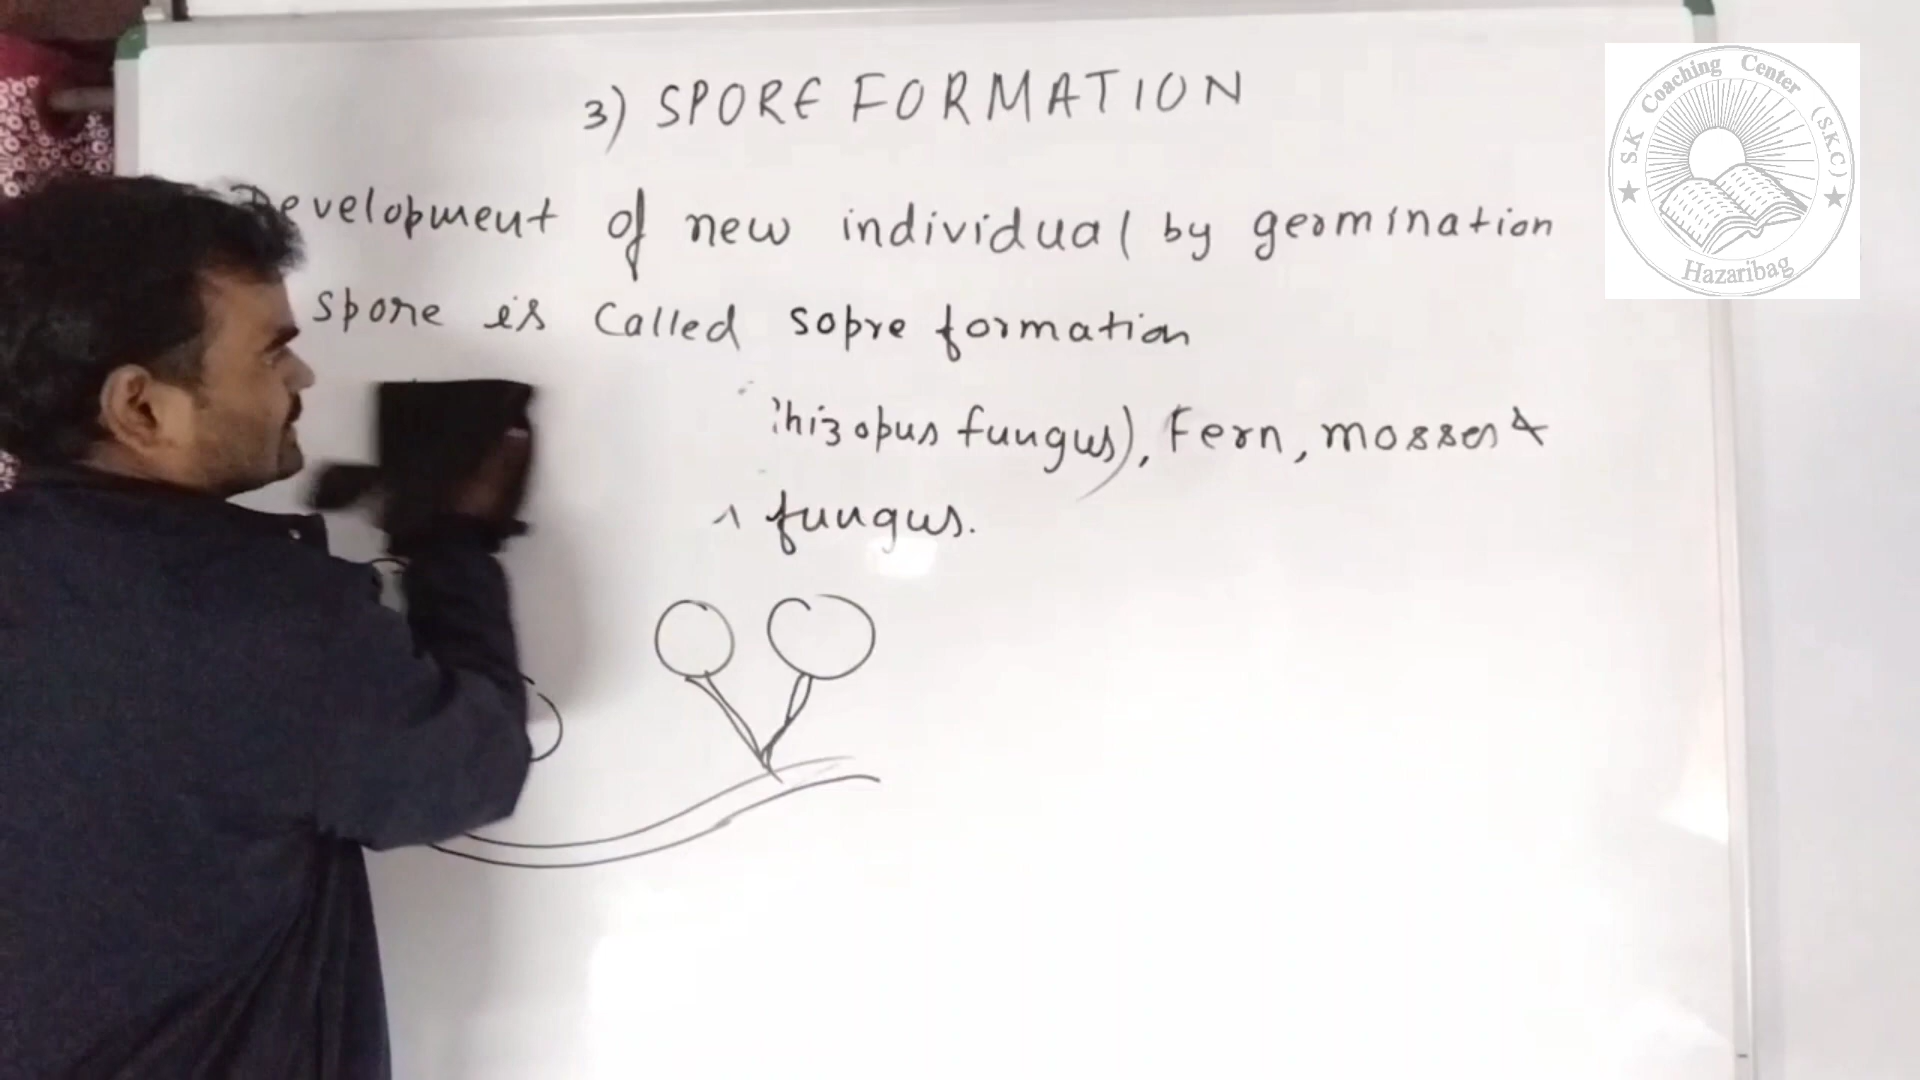 3) SPORE FORMATION
Development of new individual by germination
spore is called sopre formation
hizopus fungus), Fern, mosses &
fungus.
S.K Coaching Center (S.K.C)
Hazaribag